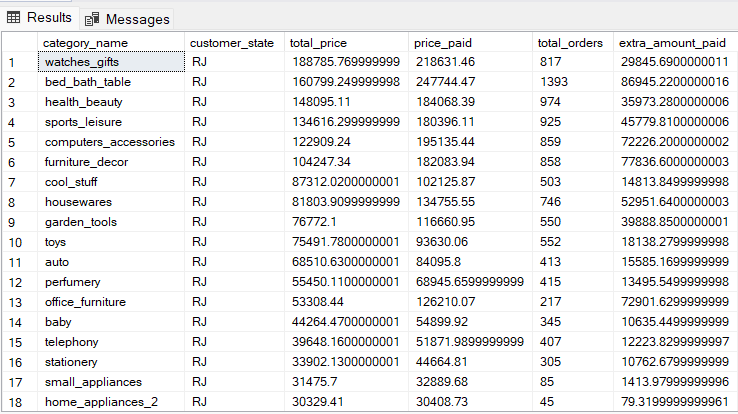 Results Messages
category_name customer_state total_price price_paid total_orders extra_amount_paid
1 watches_gifts RJ 188785.769999999 218631.46 817 29845.6900000011
2 bed_bath_table RJ 160799.249999998 247744.47 1393 86945.2200000016
3 health_beauty RJ 148095.11 184068.39 974 35973.2800000006
4 sports_leisure RJ 134616.299999999 180396.11 925 45779.8100000006
5 computers_accessories RJ 122909.24 195135.44 859 72226.2000000002
6 furniture_decor RJ 104247.34 182083.94 858 77836.6000000003
7 cool_stuff RJ 87312.0200000001 102125.87 503 14813.8499999998
8 housewares RJ 81803.9099999999 134755.55 746 52951.6400000003
9 garden_tools RJ 76772.1 116660.95 550 39888.8500000001
10 toys RJ 75491.7800000001 93630.06 552 18138.2799999998
11 auto RJ 68510.6300000001 84095.8 413 15585.1699999999
12 perfumery RJ 55450.1100000001 68945.6599999999 415 13495.5499999998
13 office_furniture RJ 53308.44 126210.07 217 72901.6299999999
14 baby RJ 44264.4700000001 54899.92 345 10635.4499999999
15 telephony RJ 39648.1600000001 51871.9899999999 407 12223.8299999997
16 stationery RJ 33902.1300000001 44664.81 305 10762.6799999999
17 small_appliances RJ 31475.7 32889.68 85 1413.97999999996
18 home_appliances_2 RJ 30329.41 30408.73 45 79.3199999999961